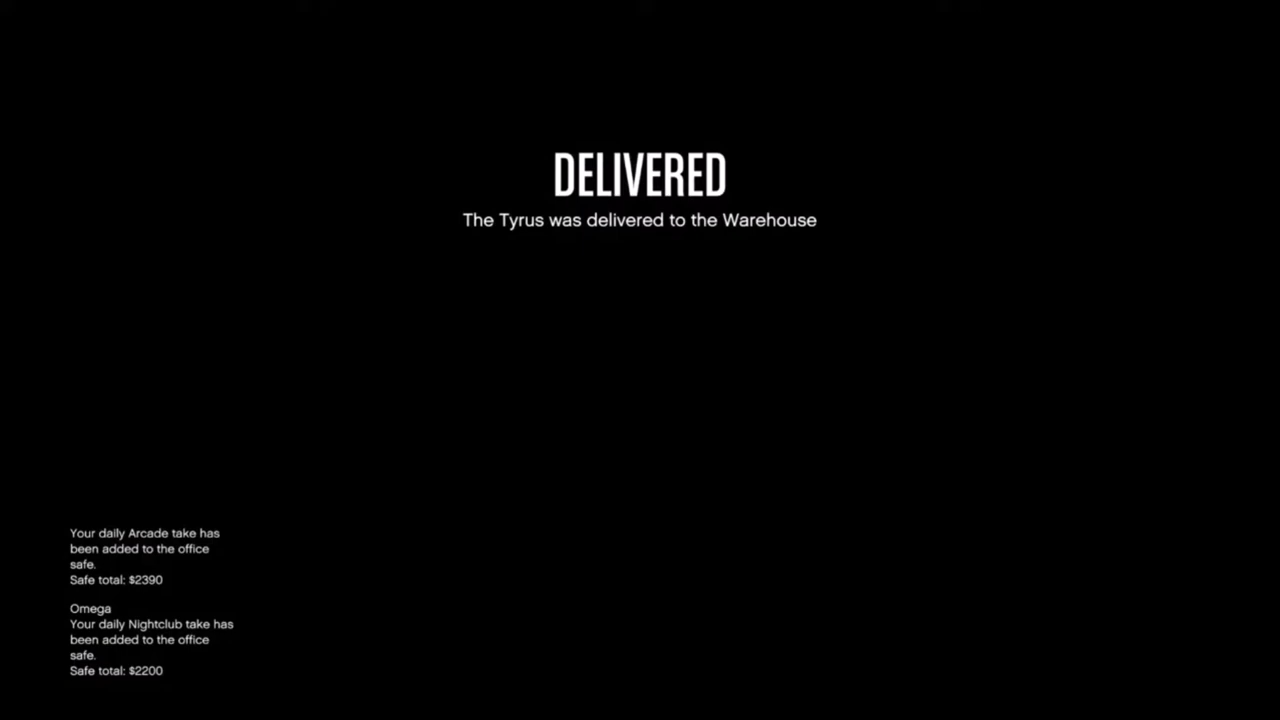 DELIVERED
The Tyrus was delivered to the Warehouse
Your daily Arcade take has
been added to the office
safe.
Safe total: $2390
Omega
Your daily Nightclub take has
been added to the office
safe.
Safe total: $2200